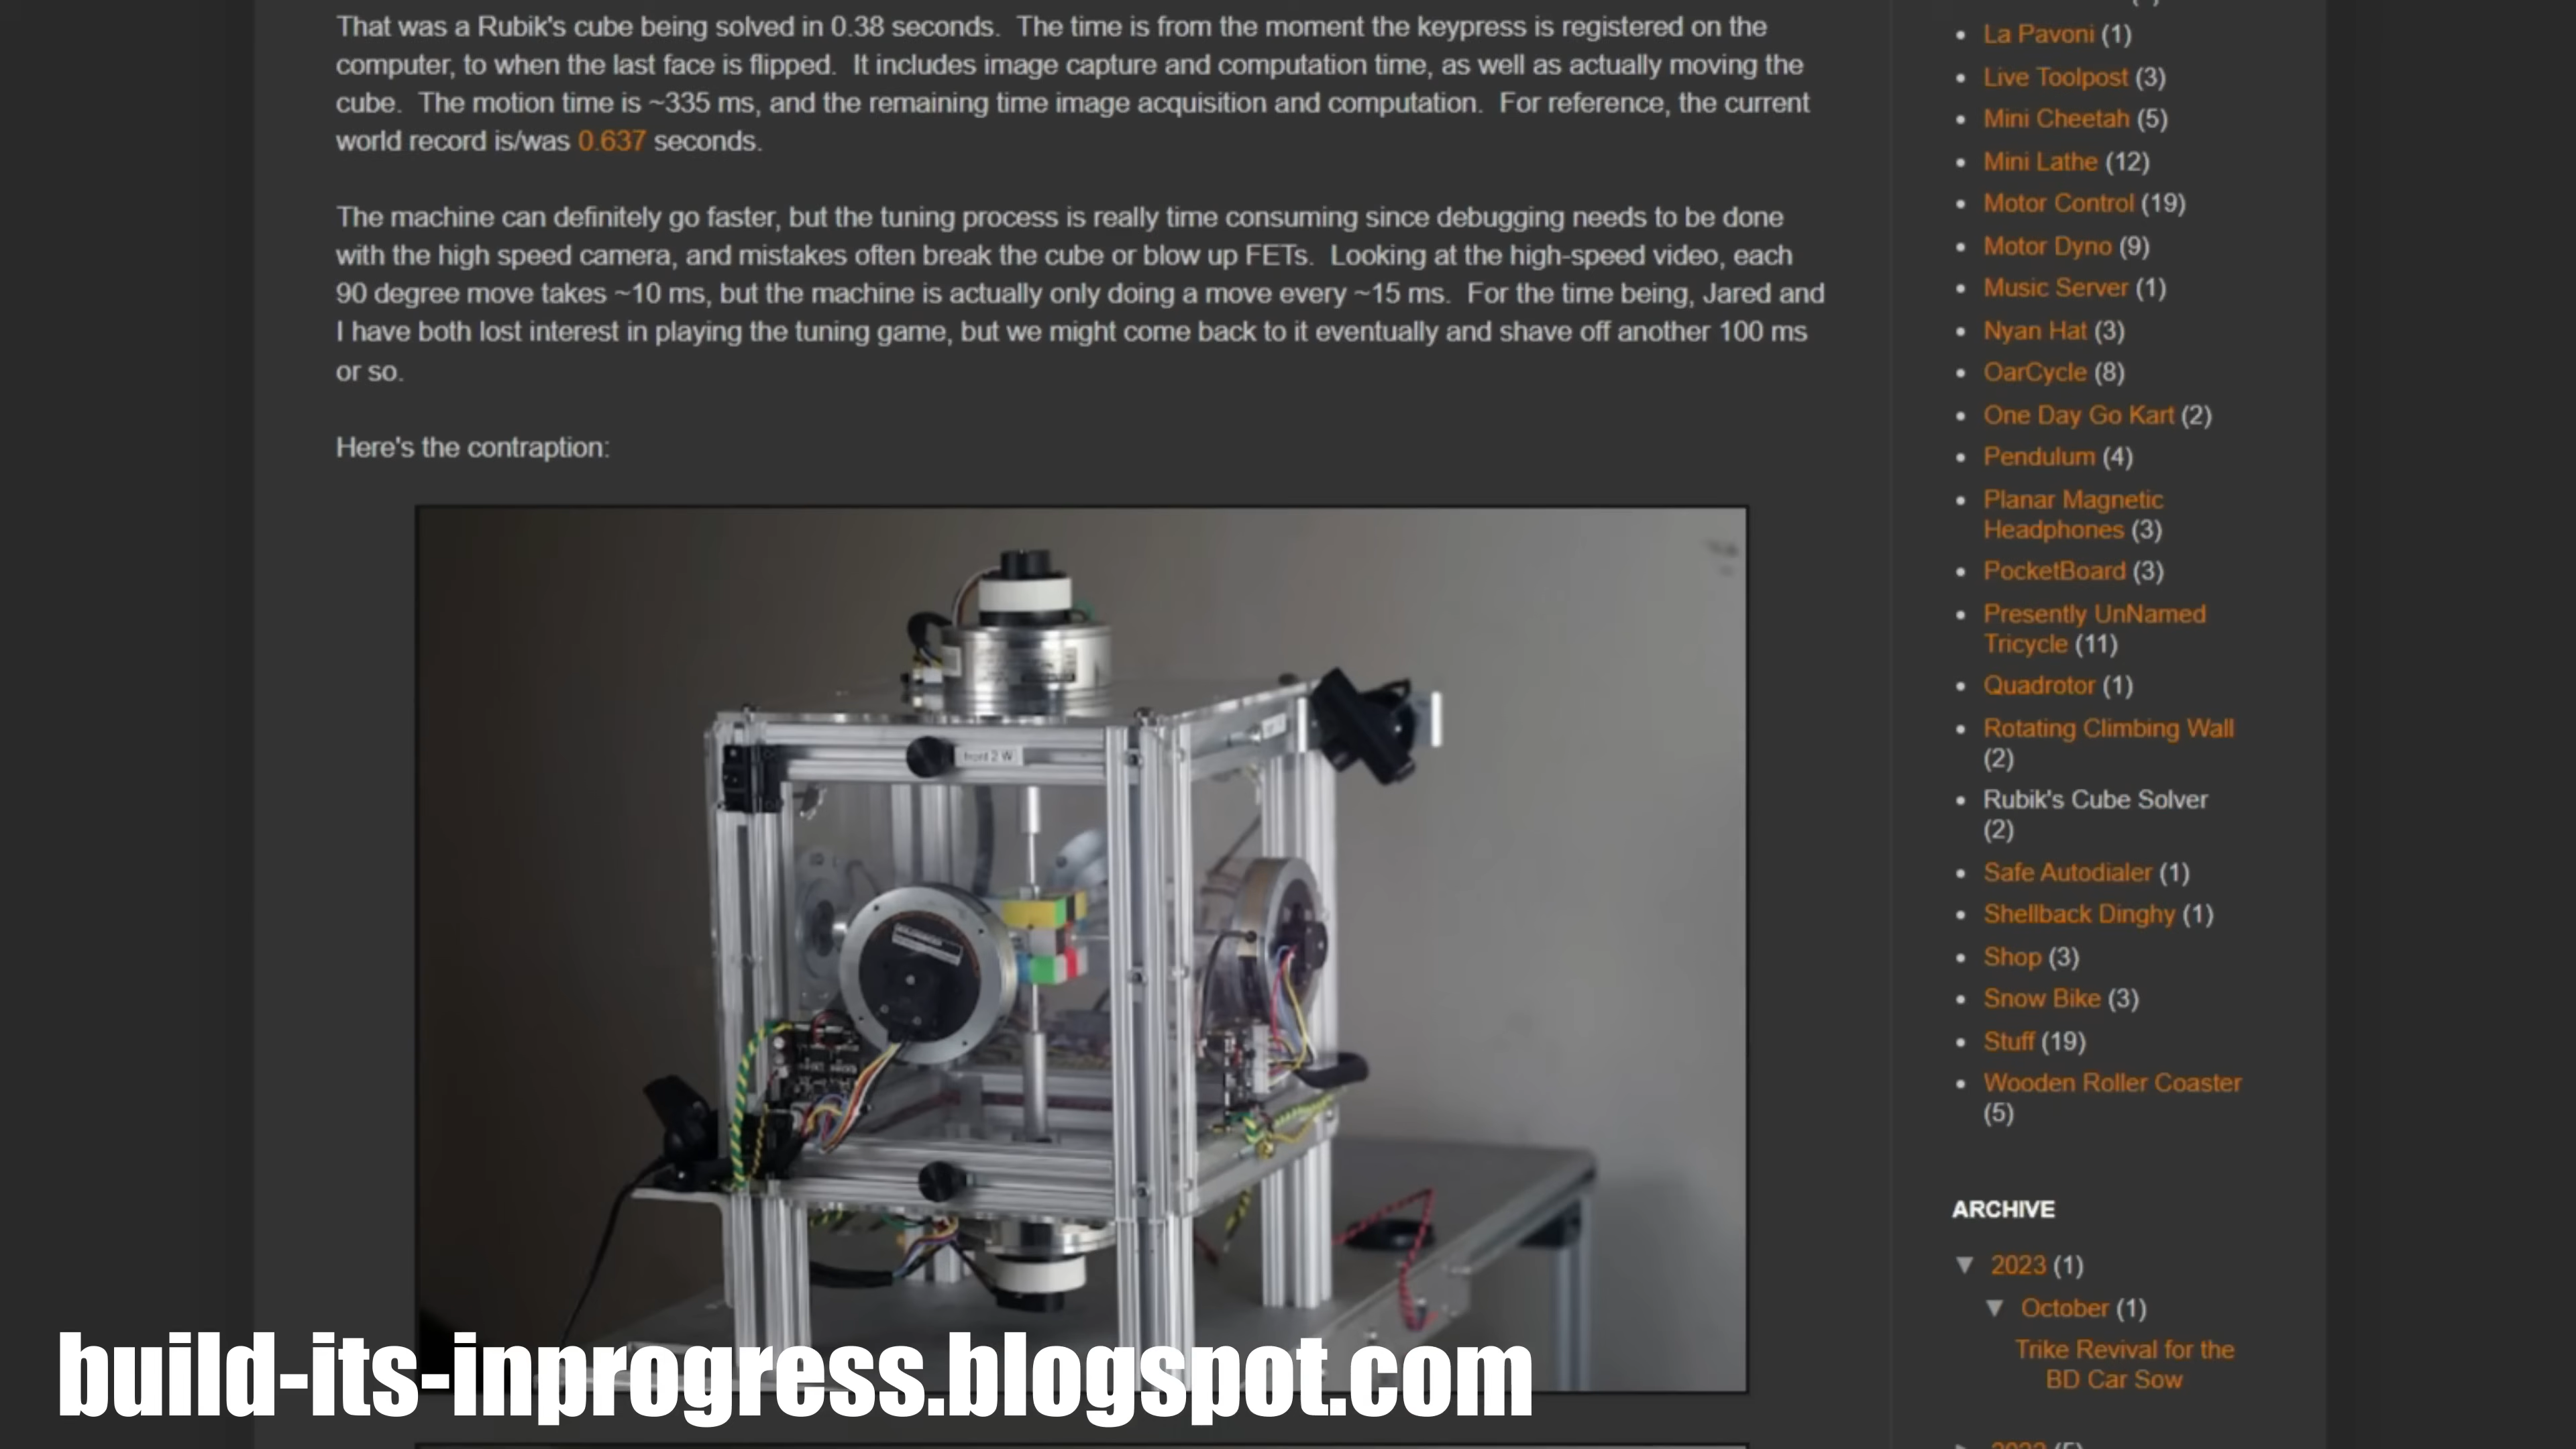 That was a Rubik's cube being solved in 0.38 seconds.  The time is from the moment the keypress is registered on the
computer, to when the last face is flipped.  It includes image capture and computation time, as well as actually moving the
cube.  The motion time is ~335 ms, and the remaining time image acquisition and computation.  For reference, the current
world record is/was 0.637 seconds.
The machine can definitely go faster, but the tuning process is really time consuming since debugging needs to be done
with the high speed camera, and mistakes often break the cube or blow up FETs.  Looking at the high-speed video, each
90 degree move takes ~10 ms, but the machine is actually only doing a move every ~15 ms.  For the time being, Jared and
I have both lost interest in playing the tuning game, but we might come back to it eventually and shave off another 100 ms
or so.
Here's the contraption:
front 2 W
build-its-inprogress.blogspot.com
La Pavoni (1)
Live Toolpost (3)
Mini Cheetah (5)
Mini Lathe (12)
Motor Control (19)
Motor Dyno (9)
Music Server (1)
Nyan Hat (3)
OarCycle (8)
One Day Go Kart (2)
Pendulum (4)
Planar Magnetic
Headphones (3)
PocketBoard (3)
Presently UnNamed
Tricycle (11)
Quadrotor (1)
Rotating Climbing Wall
(2)
Rubik's Cube Solver
(2)
Safe Autodialer (1)
Shellback Dinghy (1)
Shop (3)
Snow Bike (3)
Stuff (19)
Wooden Roller Coaster
(5)
ARCHIVE
▼ 2023 (1)
▼ October (1)
Trike Revival for the
BD Car Sow